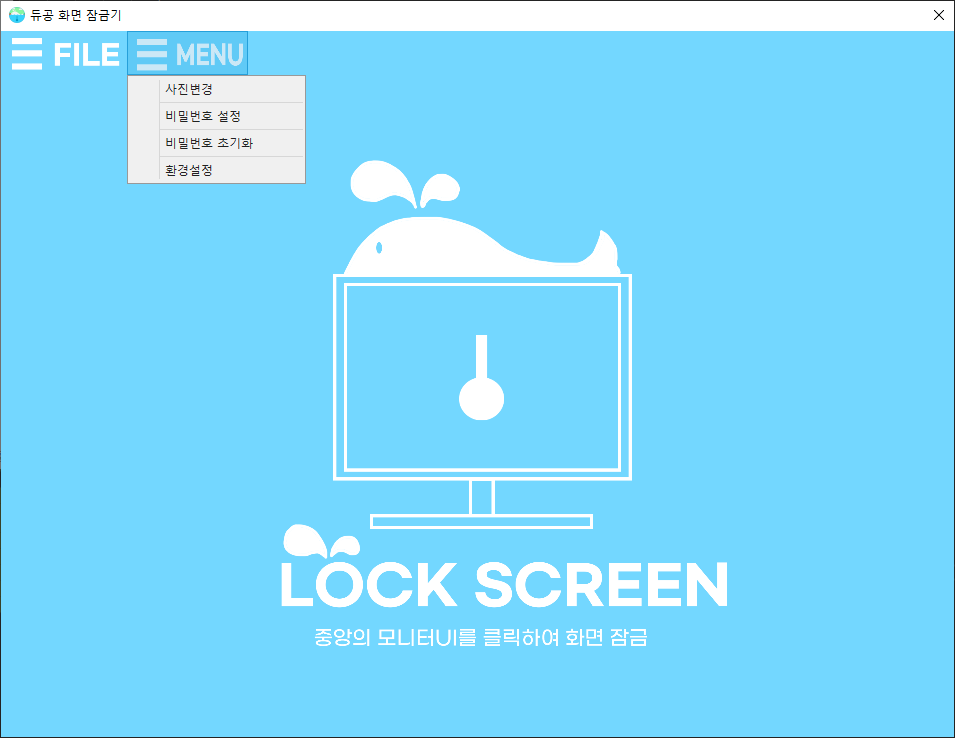 듀공 화면 잠금기
FILE MENU
사진변경
비밀번호 설정
비밀번호 초기화
환경설정
LOCK SCREEN
중앙의 모니터UI를 클릭하여 화면 잠금